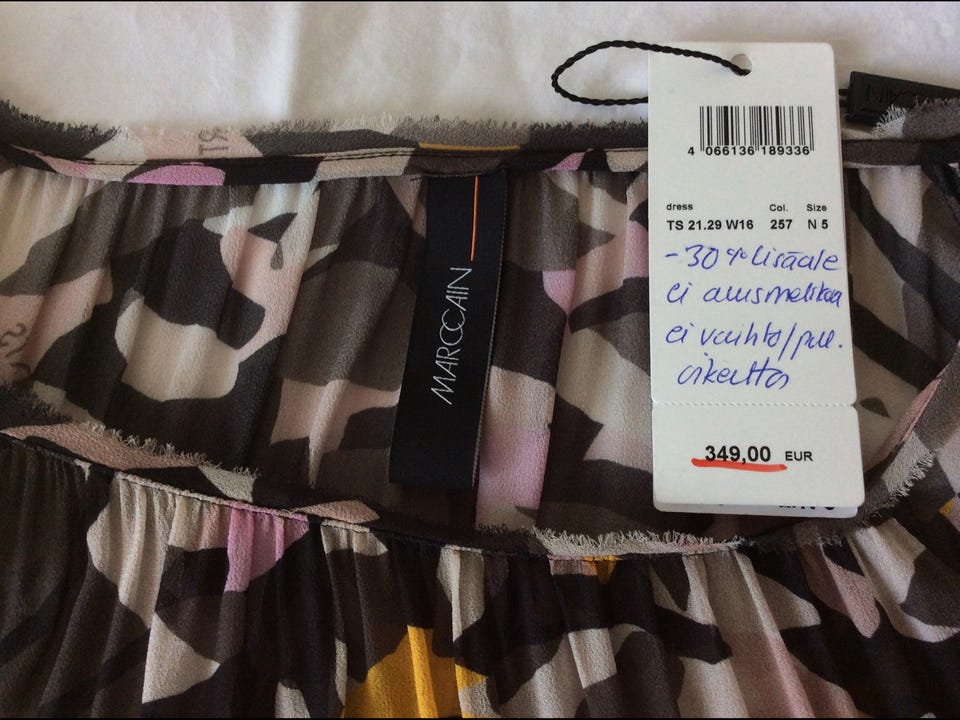 MARCCAIN
4 066136 189336
dress Col. Size
TS 21.29 W16 257 N 5
-30 % lisäale
ei alusmekkoa
ei vaihto/pal.
oikeutta
349,00 EUR